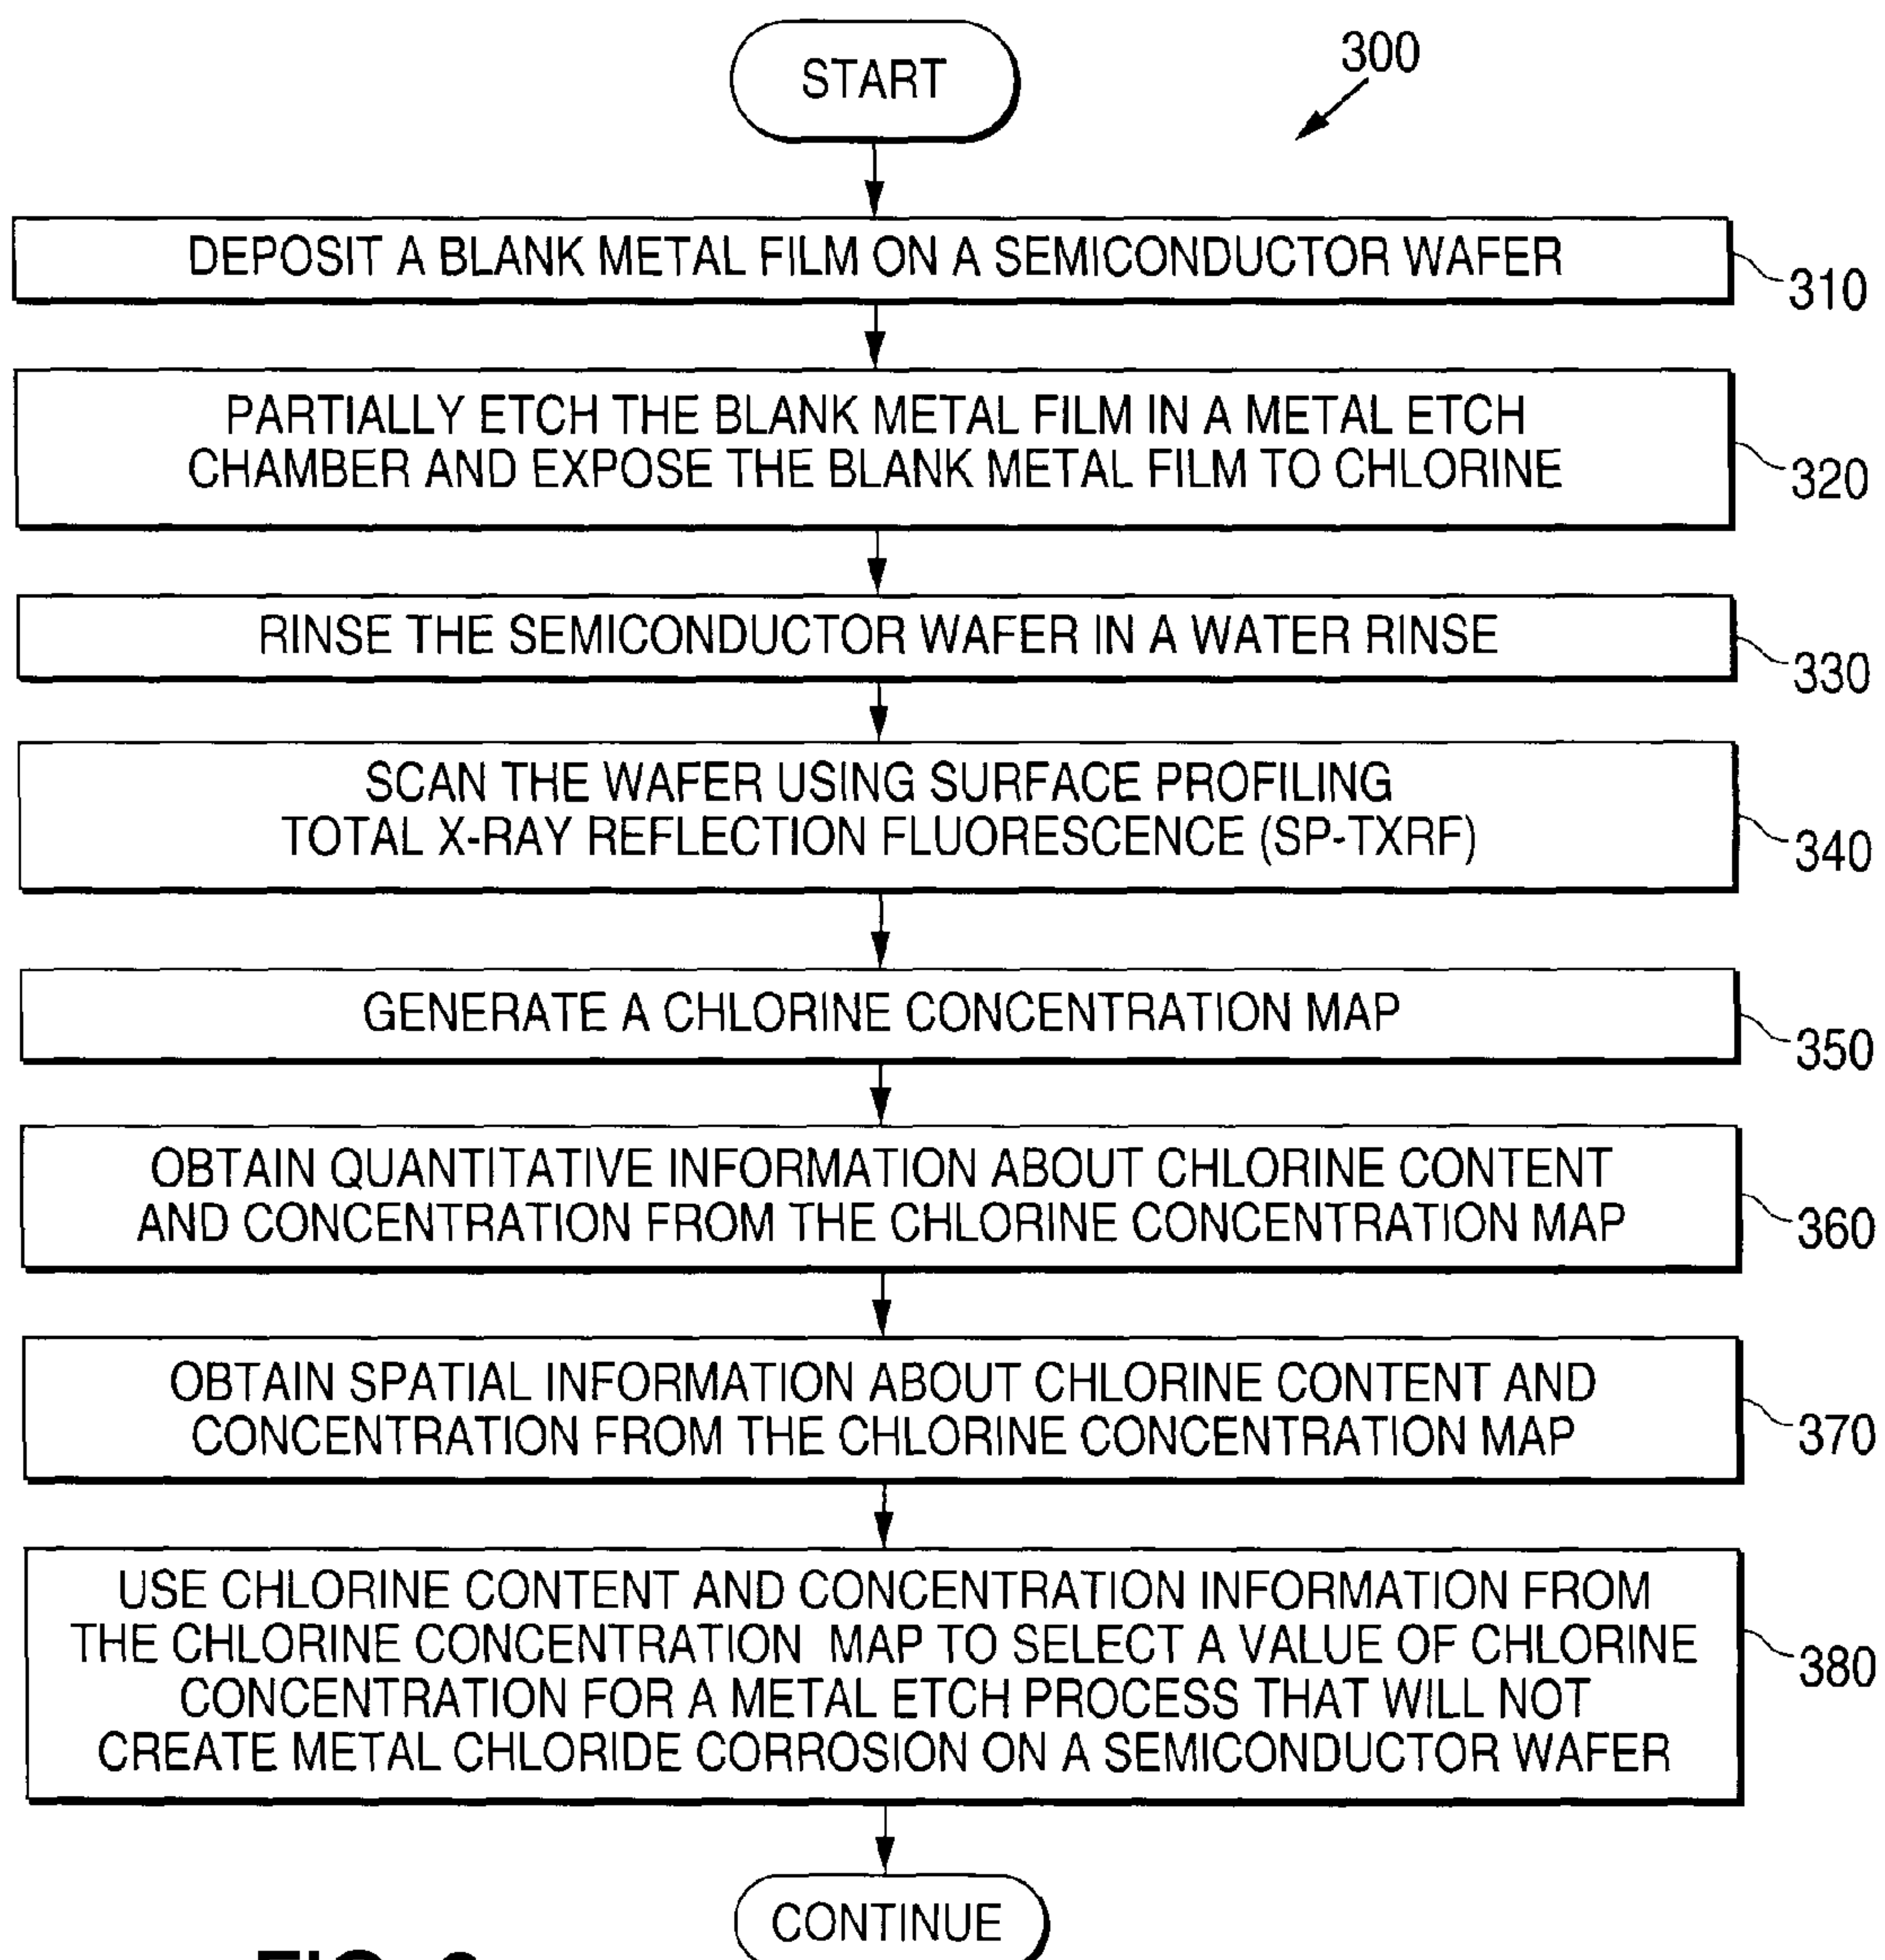 START
300
DEPOSIT A BLANK METAL FILM ON A SEMICONDUCTOR WAFER
310
PARTIALLY ETCH THE BLANK METAL FILM IN A METAL ETCH
CHAMBER AND EXPOSE THE BLANK METAL FILM TO CHLORINE
320
RINSE THE SEMICONDUCTOR WAFER IN A WATER RINSE
330
SCAN THE WAFER USING SURFACE PROFILING
TOTAL X-RAY REFLECTION FLUORESCENCE (SP-TXRF)
340
GENERATE A CHLORINE CONCENTRATION MAP
350
OBTAIN QUANTITATIVE INFORMATION ABOUT CHLORINE CONTENT
AND CONCENTRATION FROM THE CHLORINE CONCENTRATION MAP
360
OBTAIN SPATIAL INFORMATION ABOUT CHLORINE CONTENT AND
CONCENTRATION FROM THE CHLORINE CONCENTRATION MAP
370
USE CHLORINE CONTENT AND CONCENTRATION INFORMATION FROM
THE CHLORINE CONCENTRATION MAP TO SELECT A VALUE OF CHLORINE
CONCENTRATION FOR A METAL ETCH PROCESS THAT WILL NOT
CREATE METAL CHLORIDE CORROSION ON A SEMICONDUCTOR WAFER
380
CONTINUE